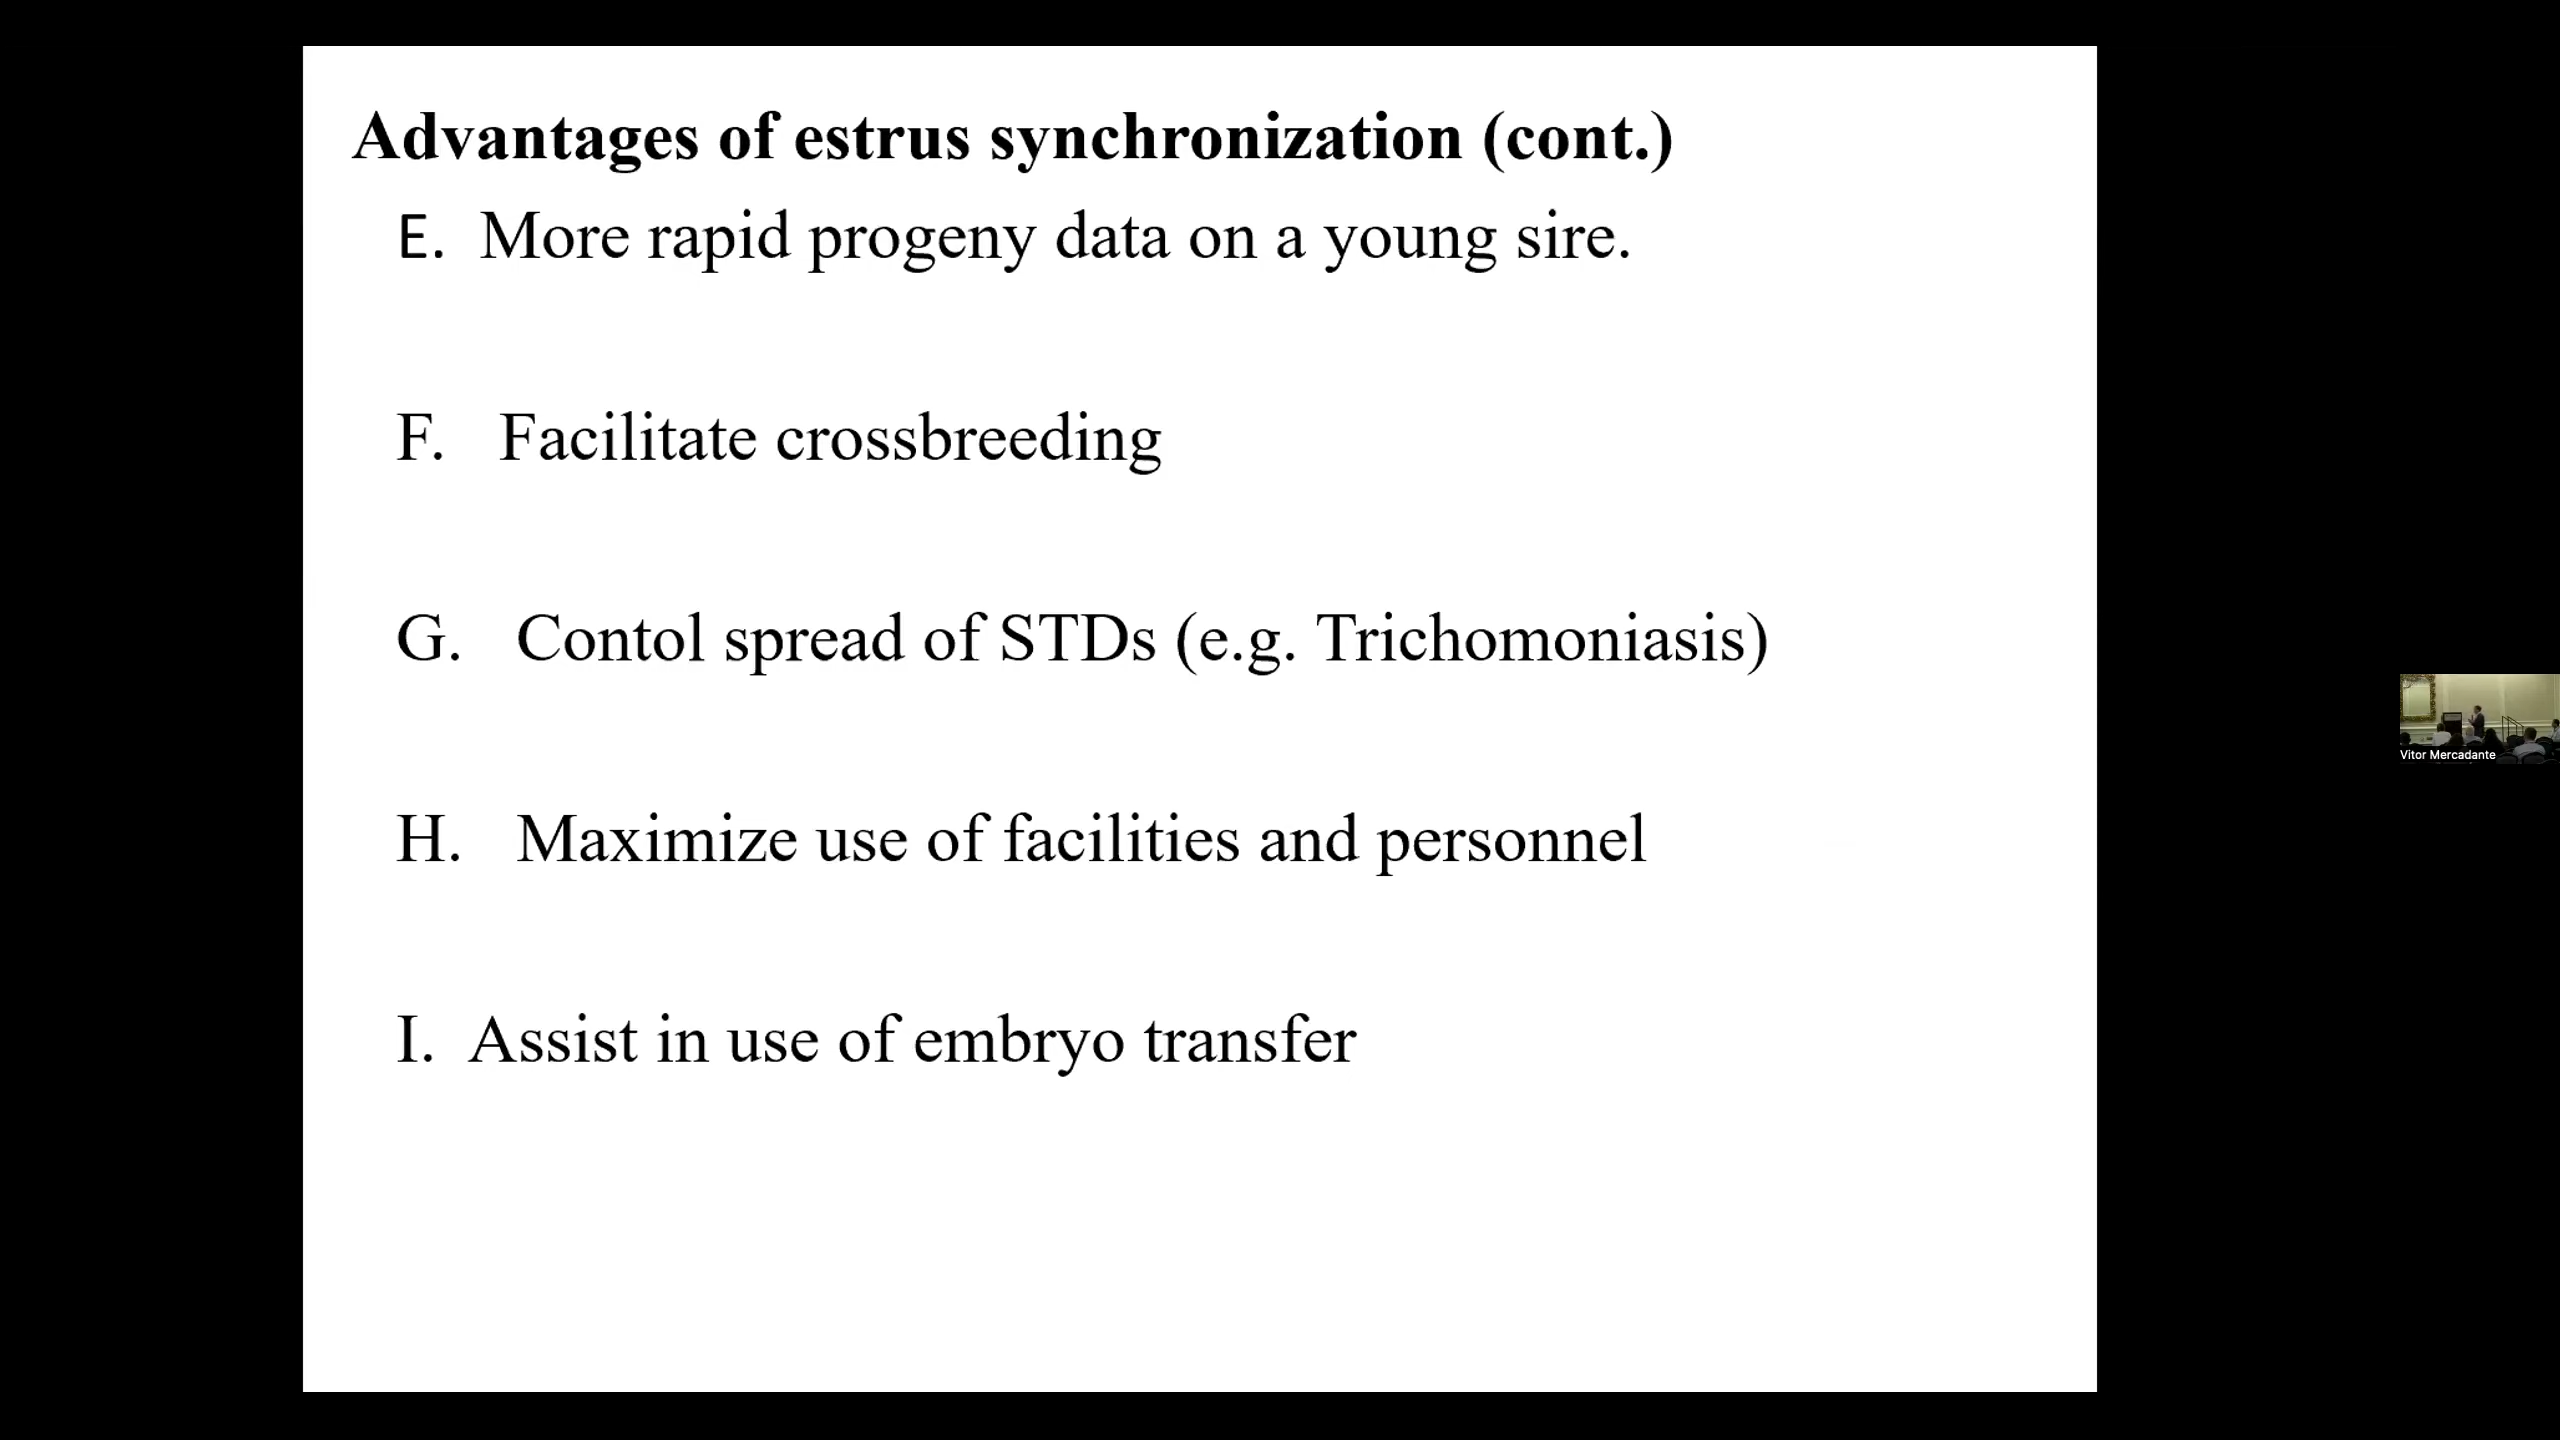 Advantages of estrus synchronization (cont.)
E. More rapid progeny data on a young sire.
F. Facilitate crossbreeding
G. Contol spread of STDs (e.g. Trichomoniasis)
H. Maximize use of facilities and personnel
I. Assist in use of embryo transfer
Vitor Mercadante